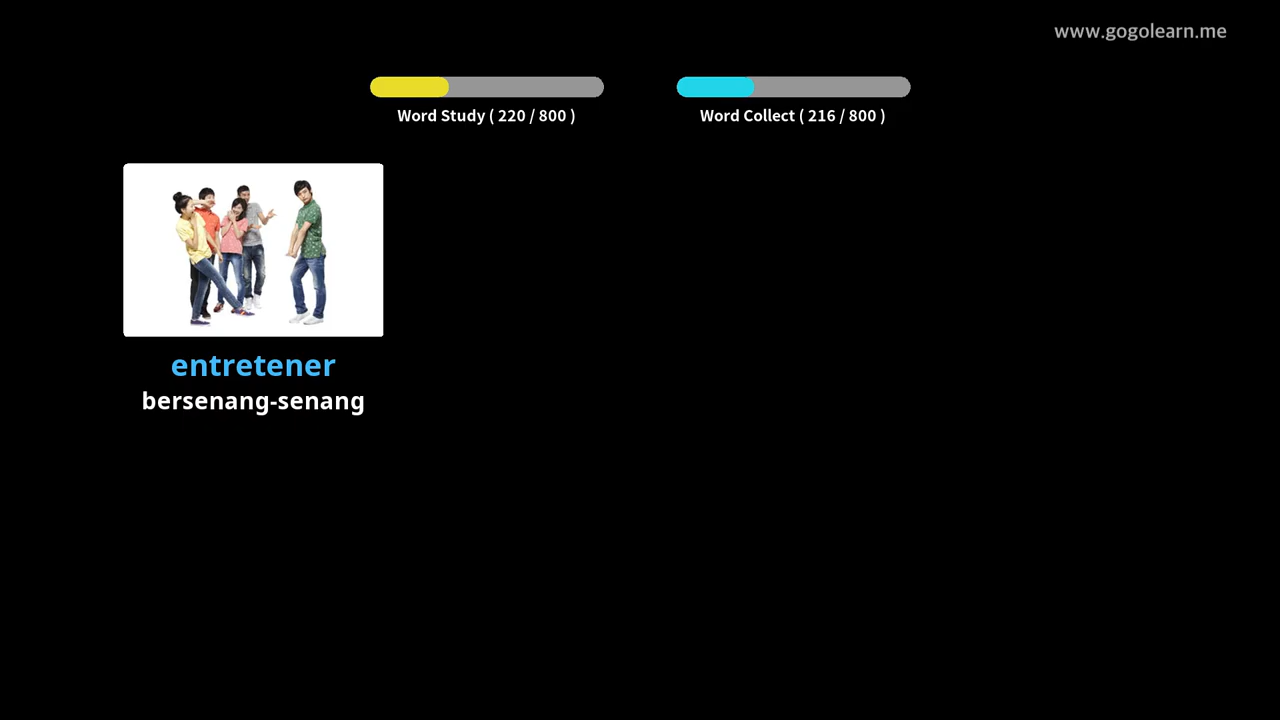 www.gogolearn.me
Word Study ( 220 / 800 )
Word Collect ( 216 / 800 )
entretener
bersenang-senang